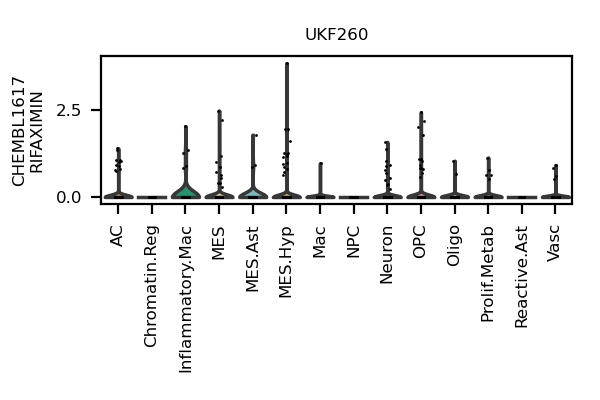 UKF260
CHEMBL1617
RIFAXIMIN
2.5
0.0
AC
Chromatin.Reg
Inflammatory.Mac
MES
MES.Ast
MES.Hyp
Mac
NPC
Neuron
OPC
Oligo
Prolif.Metab
Reactive.Ast
Vasc